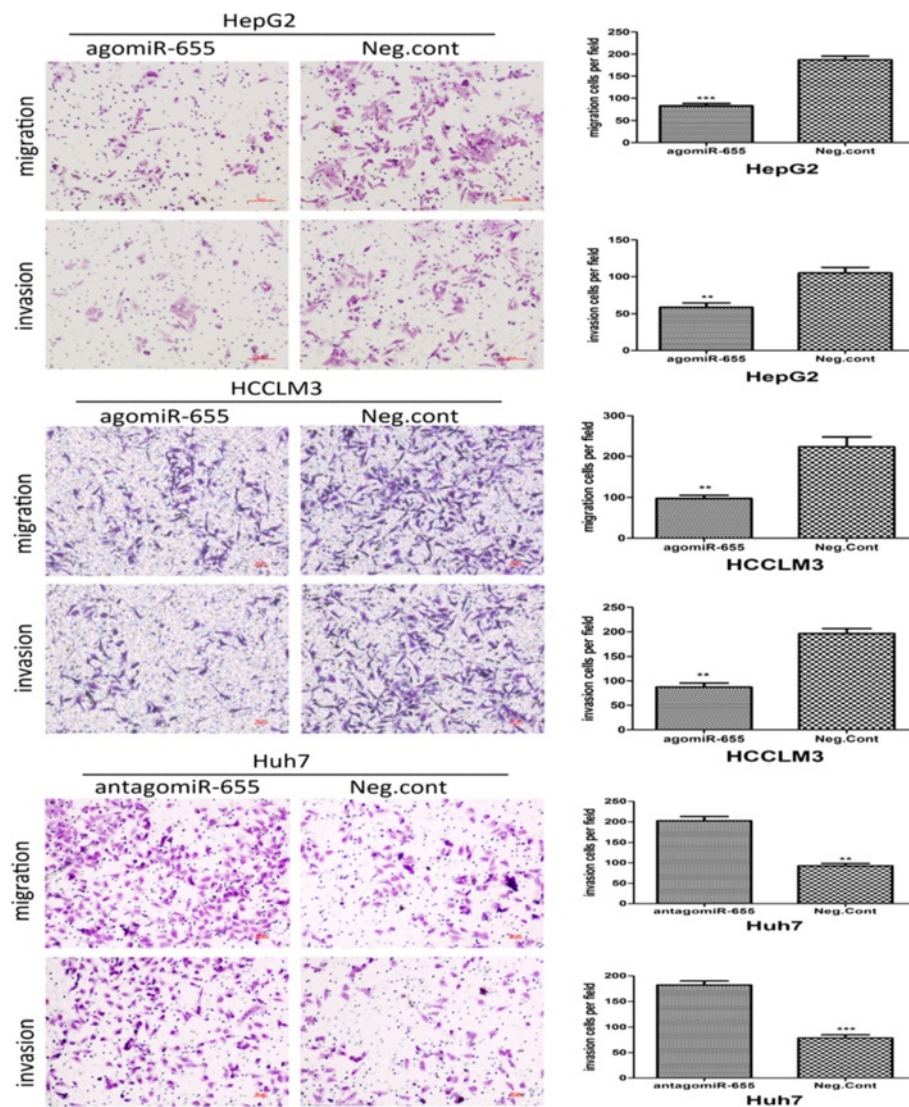 HepG2
agomiR-655 Neg.cont
migration
invasion
250
200
150
100
50
0
migration cells per field
***
agomiR-655 Neg.cont
HepG2
150
100
50
0
invasion cells per field
**
agomiR-655 Neg.cont
HepG2
HCCLM3
agomiR-655 Neg.cont
migration
invasion
300
200
100
0
migration cells per field
**
agomiR-655 Neg.Cont
HCCLM3
250
200
150
100
50
0
invasion cells per field
**
agomiR-655 Neg.Cont
HCCLM3
Huh7
antagomiR-655 Neg.cont
migration
invasion
250
200
150
100
50
0
invasion cells per field
**
antagomiR-655 Neg.Cont
Huh7
200
150
100
50
0
invasion cells per field
***
antagomiR-655 Neg.Cont
Huh7